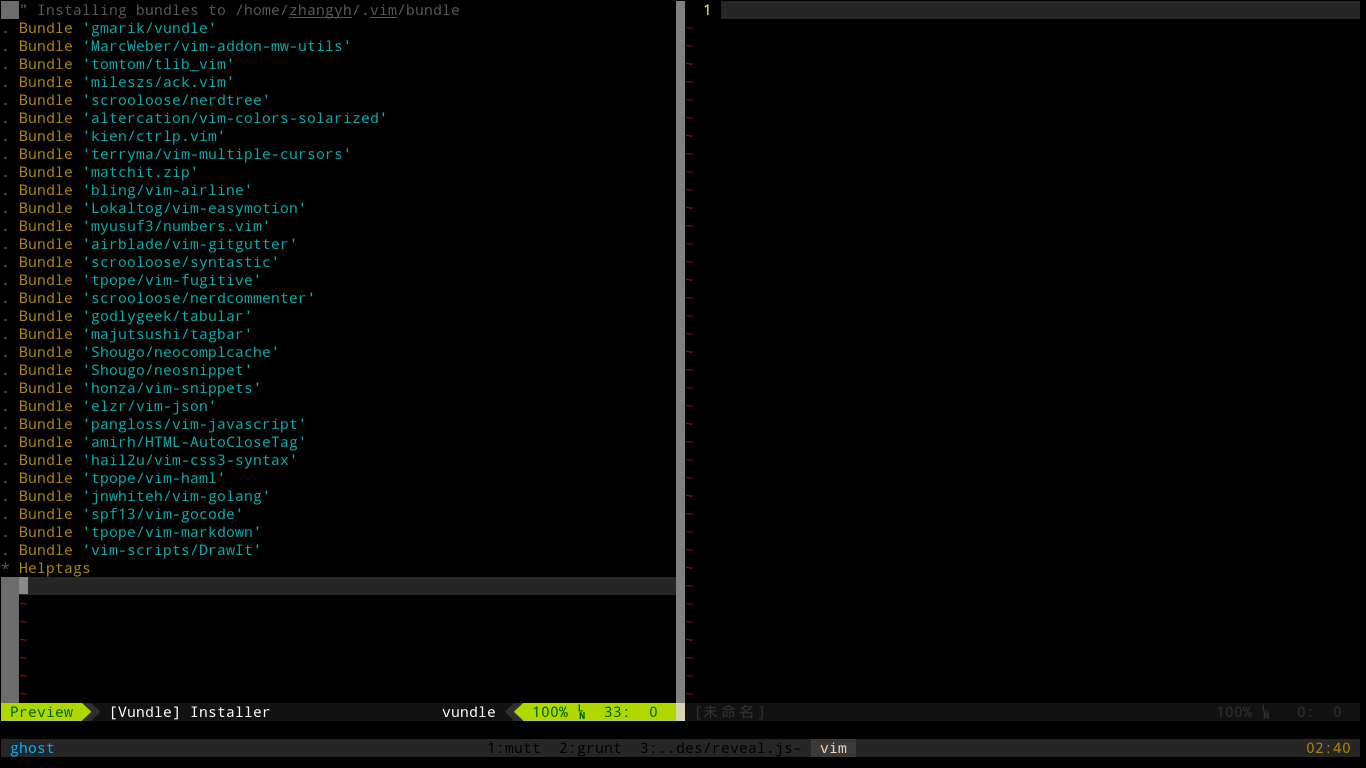 " Installing bundles to /home/zhangyh/.vim/bundle
. Bundle 'gmarik/vundle'
. Bundle 'MarcWeber/vim-addon-mw-utils'
. Bundle 'tomtom/tlib_vim'
. Bundle 'mileszs/ack.vim'
. Bundle 'scrooloose/nerdtree'
. Bundle 'altercation/vim-colors-solarized'
. Bundle 'kien/ctrlp.vim'
. Bundle 'terryma/vim-multiple-cursors'
. Bundle 'matchit.zip'
. Bundle 'bling/vim-airline'
. Bundle 'Lokaltog/vim-easymotion'
. Bundle 'myusuf3/numbers.vim'
. Bundle 'airblade/vim-gitgutter'
. Bundle 'scrooloose/syntastic'
. Bundle 'tpope/vim-fugitive'
. Bundle 'scrooloose/nerdcommenter'
. Bundle 'godlygeek/tabular'
. Bundle 'majutsushi/tagbar'
. Bundle 'Shougo/neocomplcache'
. Bundle 'Shougo/neosnippet'
. Bundle 'honza/vim-snippets'
. Bundle 'elzr/vim-json'
. Bundle 'pangloss/vim-javascript'
. Bundle 'amirh/HTML-AutoCloseTag'
. Bundle 'hail2u/vim-css3-syntax'
. Bundle 'tpope/vim-haml'
. Bundle 'jnwhiteh/vim-golang'
. Bundle 'spf13/vim-gocode'
. Bundle 'tpope/vim-markdown'
. Bundle 'vim-scripts/DrawIt'
* Helptags
Preview [Vundle] Installer vundle 100% LN 33: 0
1
[未命名] 100% LN 0: 0
ghost 1:mutt 2:grunt 3:..des/reveal.js- vim 02:40